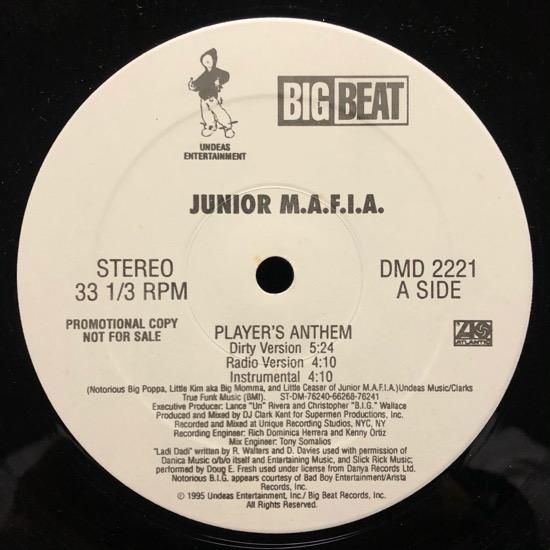 UNDEAS
ENTERTAINMENT
BIG BEAT
JUNIOR M.A.F.I.A.
STEREO
33 1/3 RPM
DMD 2221
A SIDE
PROMOTIONAL COPY
NOT FOR SALE
ATLANTIC
PLAYER'S ANTHEM
Dirty Version 5:24
Radio Version 4:10
Instrumental 4:10
(Notorious Big Poppa, Little Kim aka Big Momma, and Little Ceaser of Junior M.A.F.I.A.)Undeas Music/Clarks
True Funk Music (BMI). ST-DM-76240-66268-76241
Executive Producer: Lance "Un" Rivera and Christopher "B.I.G." Wallace
Produced and Mixed by DJ Clark Kent for Supermen Productions, Inc.
Recorded and Mixed at Unique Recording Studios, NYC, NY
Recording Engineer: Rich Dominica Herrera and Kenny Ortiz
Mix Engineer: Tony Somalios
"Ladi Dadi" written by R. Walters and D. Davies used with permission of
Danica Music o/b/o itself and Entertaining Music, and Slick Rick Music;
performed by Doug E. Fresh used under license from Danya Records Ltd.
Notorious B.I.G. appears courtesy of Bad Boy Entertainment/Arista
Records, Inc.
© 1995 Undeas Entertainment, Inc./ Big Beat Records, Inc.